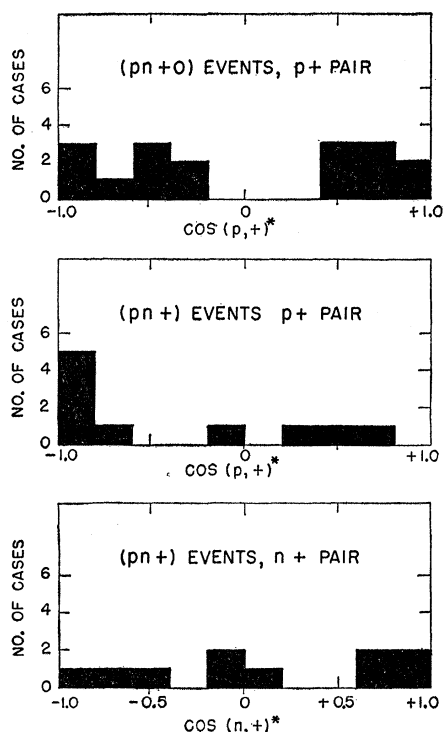 (pn+0) EVENTS, p+ PAIR
NO. OF CASES
6
4
2
0
-1.0 0 +1.0
COS (p,+)*
(pn+) EVENTS p+ PAIR
NO. OF CASES
6
4
2
0
-1.0 0 +1.0
COS (p,+)*
(pn+) EVENTS, n + PAIR
NO. OF CASES
6
4
2
0
-1.0 -0.5 0 +0.5 +1.0
COS (n,+)*